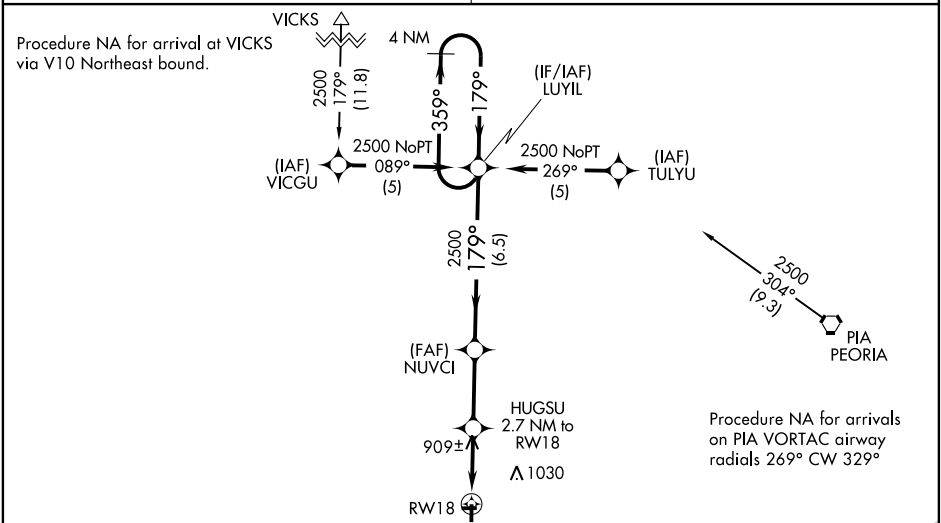 Procedure NA for arrival at VICKS
via V10 Northeast bound.
VICKS
2500
179°
(11.8)
4 NM
359°
179°
(IF/IAF)
LUYIL
(IAF)
VICGU
2500 NoPT
089°
(5)
2500 NoPT
269°
(5)
(IAF)
TULYU
2500
179°
(6.5)
2500
304°
(9.3)
PIA
PEORIA
(FAF)
NUVCI
HUGSU
2.7 NM to
RW18
909±
1030
RW18
Procedure NA for arrivals
on PIA VORTAC airway
radials 269° CW 329°